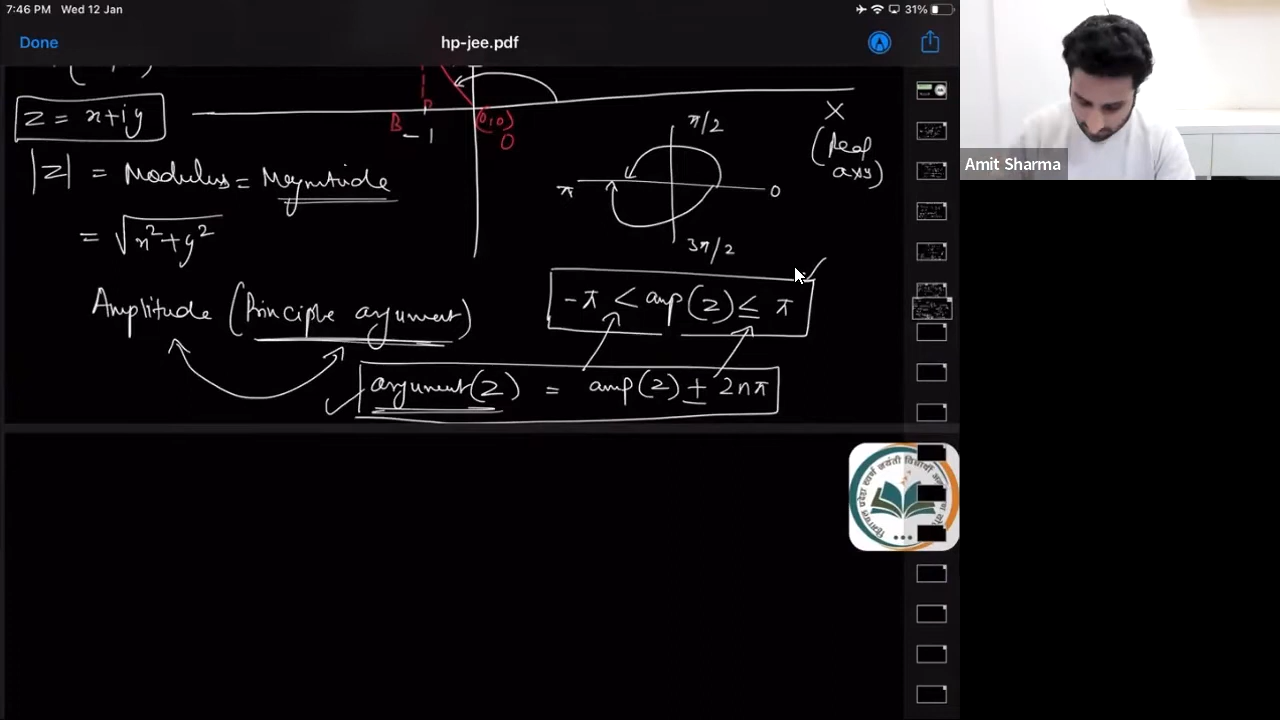 7:46 PM Wed 12 Jan
31%
Done
hp-jee.pdf
Amit Sharma
z = x+iy
B
-1
(0,0)
O
X
(Real
axis)
|z| = Modulus = Magnitude
= √x²+y²
π/2
π
0
3π/2
Amplitude (Principle argument)
-π < amp(z) ≤ π
argument(z) = amp(z) ± 2nπ